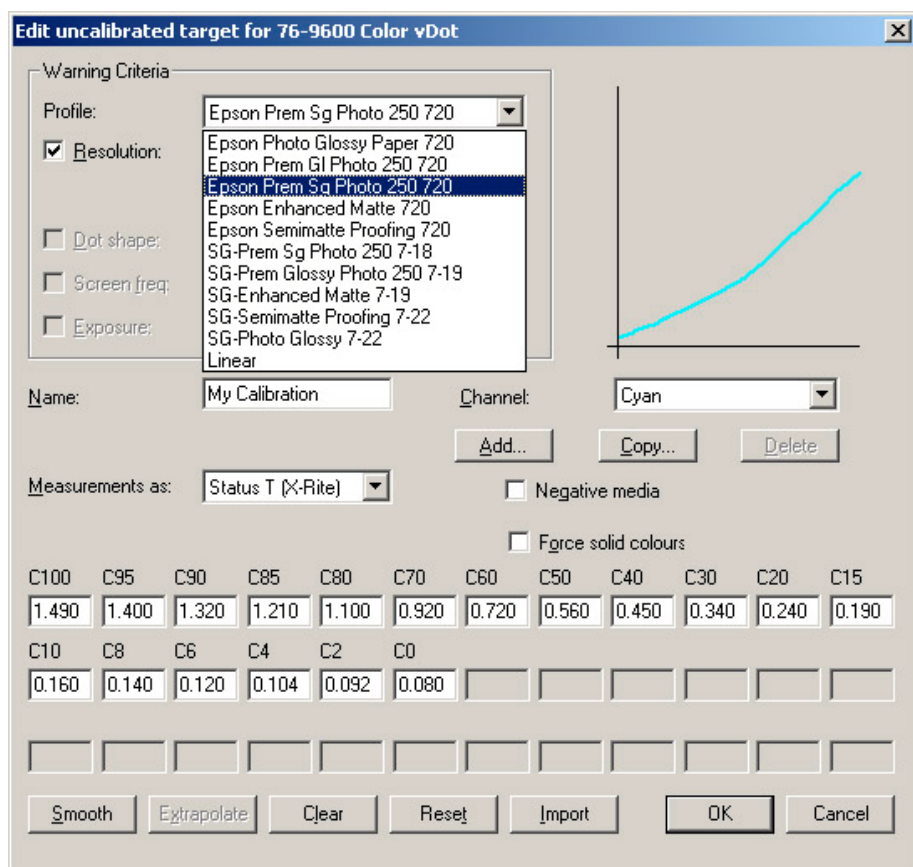 Edit uncalibrated target for 76-9600 Color vDot
Warning Criteria
Profile:
Epson Prem Sg Photo 250 720
Resolution:
Epson Photo Glossy Paper 720
Epson Prem Gl Photo 250 720
Epson Prem Sg Photo 250 720
Epson Enhanced Matte 720
Epson Semimatte Proofing 720
SG-Prem Sg Photo 250 7-18
SG-Prem Glossy Photo 250 7-19
SG-Enhanced Matte 7-19
SG-Semimatte Proofing 7-22
SG-Photo Glossy 7-22
Linear
Dot shape:
Screen freq:
Exposure:
Name:
My Calibration
Channel:
Cyan
Add...
Copy...
Delete
Measurements as:
Status T (X-Rite)
Negative media
Force solid colours
C100 C95 C90 C85 C80 C70 C60 C50 C40 C30 C20 C15
1.490 1.400 1.320 1.210 1.100 0.920 0.720 0.560 0.450 0.340 0.240 0.190
C10 C8 C6 C4 C2 C0
0.160 0.140 0.120 0.104 0.092 0.080
Smooth Extrapolate Clear Reset Import OK Cancel